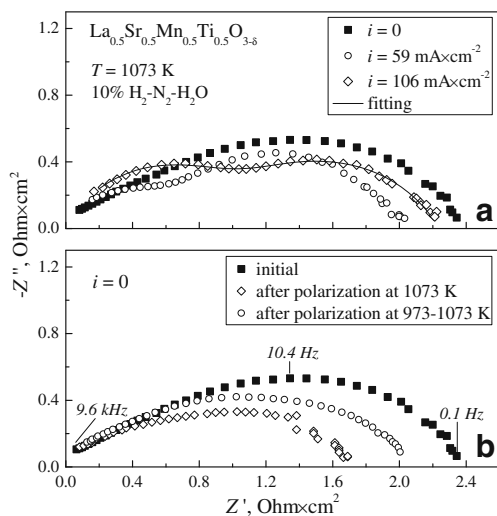 1.2
0.8
0.4
0.0
La0.5Sr0.5Mn0.5Ti0.5O3-δ
T = 1073 K
10% H2-N2-H2O
i = 0
i = 59 mA×cm-2
i = 106 mA×cm-2
fitting
a
-Z'', Ohm×cm2
1.2
0.8
0.4
0.0
i = 0
initial
after polarization at 1073 K
after polarization at 973-1073 K
10.4 Hz
9.6 kHz
0.1 Hz
b
0.0 0.4 0.8 1.2 1.6 2.0 2.4
Z', Ohm×cm2